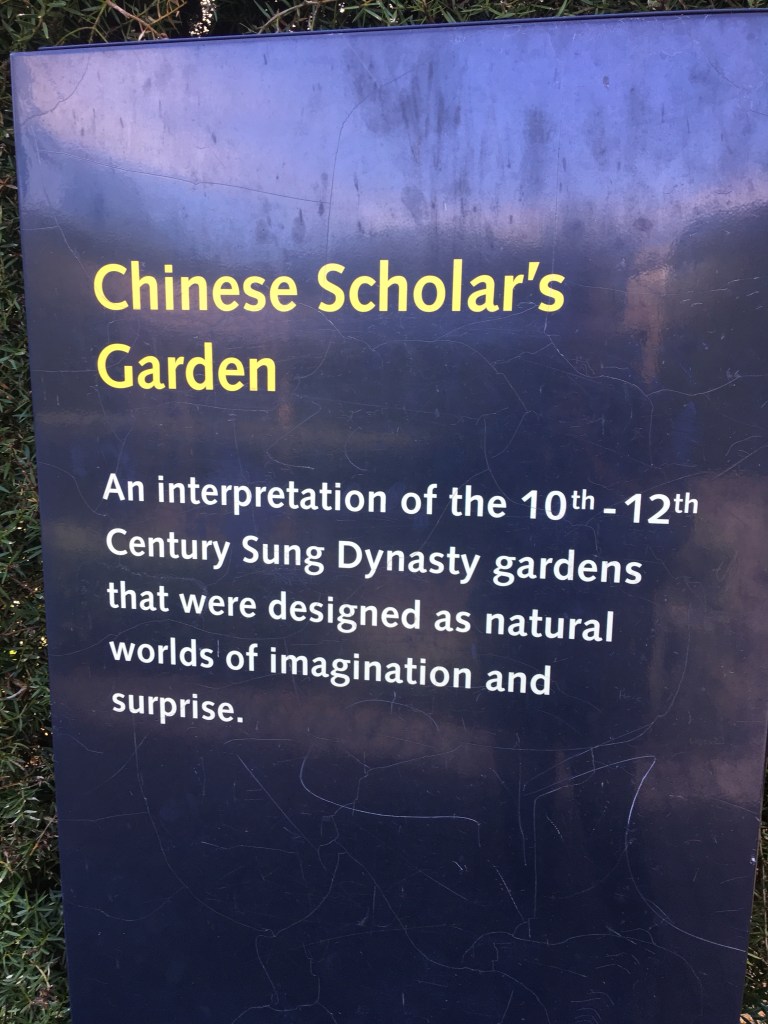 Chinese Scholar's
Garden
An interpretation of the 10th - 12th
Century Sung Dynasty gardens
that were designed as natural
worlds of imagination and
surprise.